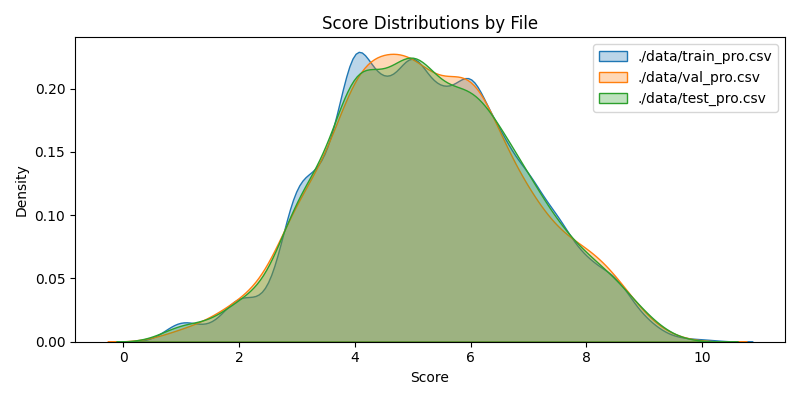 Score Distributions by File
./data/train_pro.csv
./data/val_pro.csv
./data/test_pro.csv
Density
0.20
0.15
0.10
0.05
0.00
0 2 4 6 8 10
Score